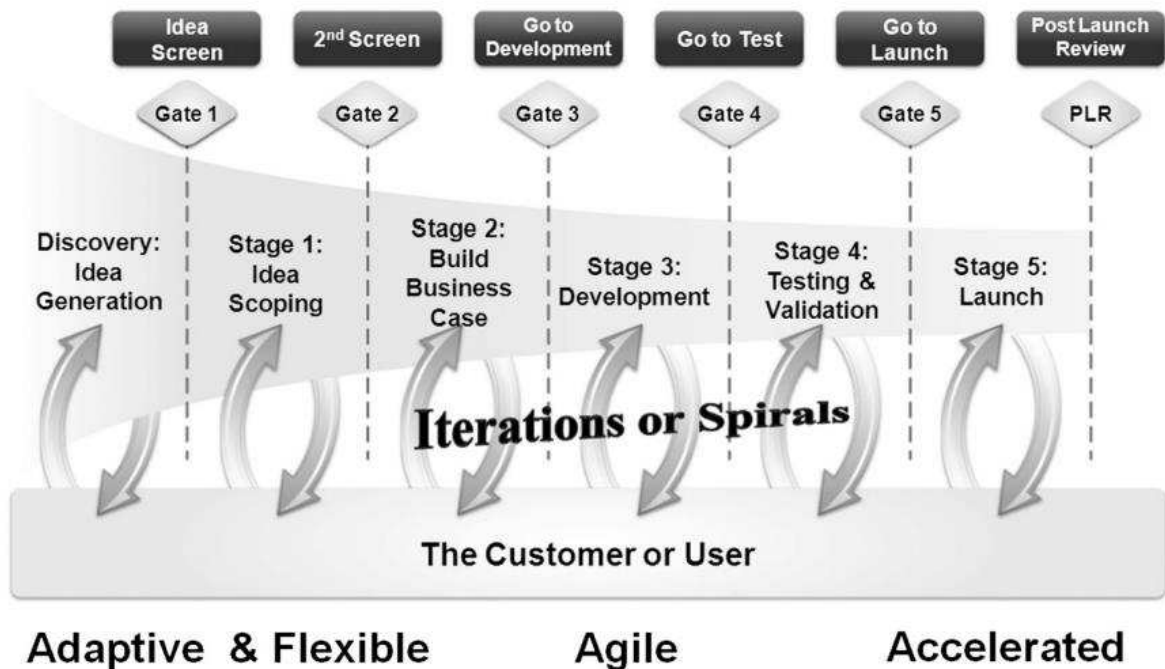 Idea
Screen
2nd Screen
Go to
Development
Go to Test
Go to
Launch
Post Launch
Review
Gate 1
Gate 2
Gate 3
Gate 4
Gate 5
PLR
Discovery:
Idea
Generation
Stage 1:
Idea
Scoping
Stage 2:
Build
Business
Case
Stage 3:
Development
Stage 4:
Testing &
Validation
Stage 5:
Launch
Iterations or Spirals
The Customer or User
Adaptive & Flexible
Agile
Accelerated